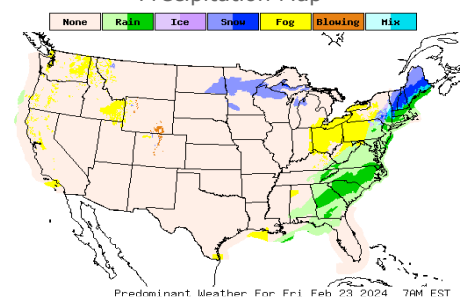 Precipitation Map
None Rain Ice Snow Fog Blowing Mix
Predominant Weather For Fri Feb 23 2024 7AM EST